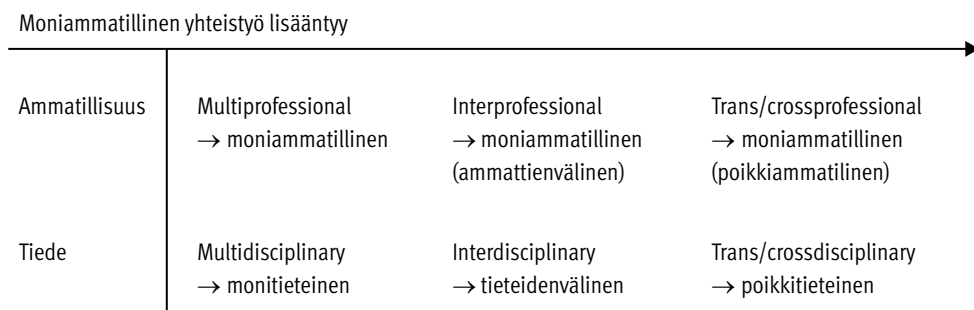 Moniammatillinen yhteistyö lisääntyy
Ammatillisuus Multiprofessional Interprofessional Trans/crossprofessional
→ moniammatillinen → moniammatillinen → moniammatillinen
(ammattienvälinen) (poikkiammatilinen)
Tiede Multidisciplinary Interdisciplinary Trans/crossdisciplinary
→ monitieteinen → tieteidenvälinen → poikkitieteinen